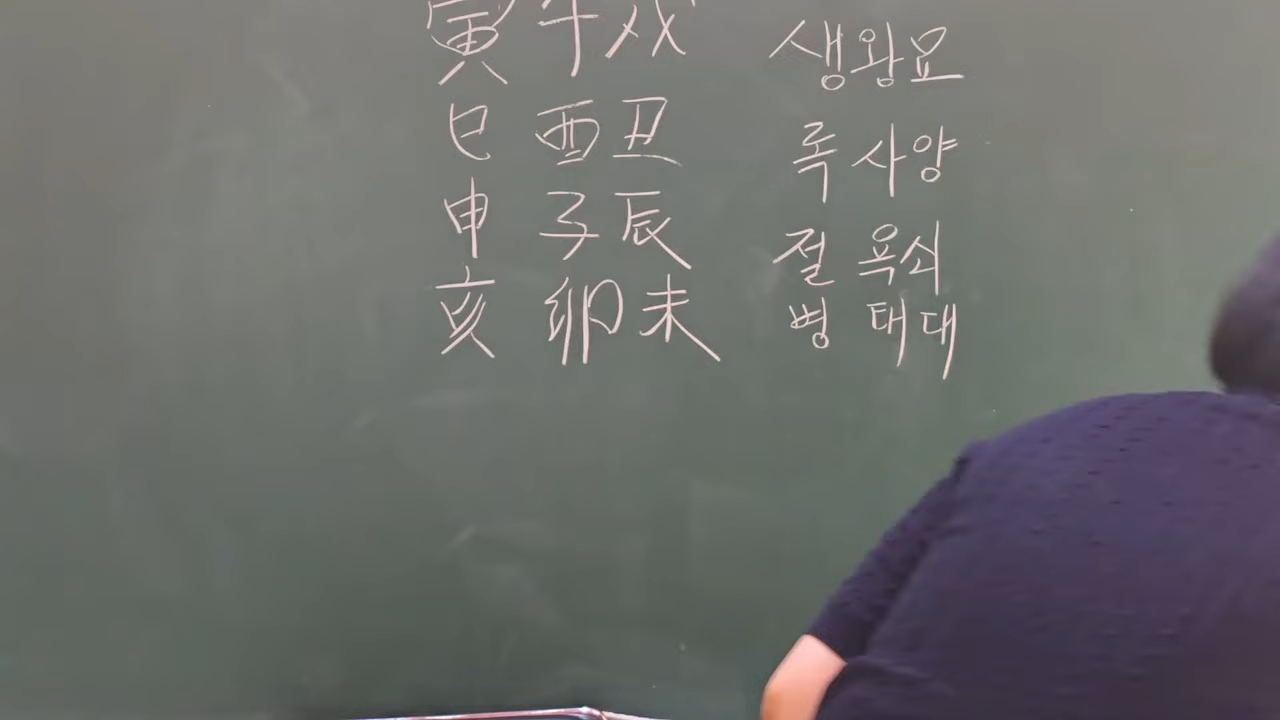 寅 午 戌 생왕묘
巳 酉 丑 록 사양
申 子 辰 절 욕쇠
亥 卯 未 병 태대